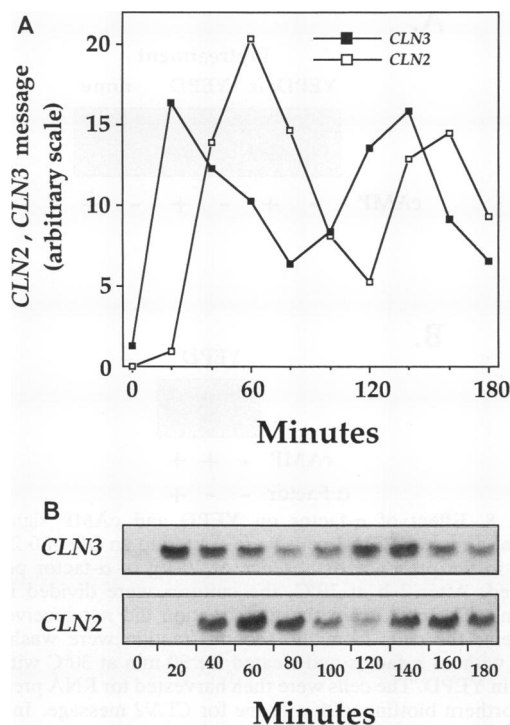 A
CLN2, CLN3 message
(arbitrary scale)
20
15
10
5
0
CLN3
CLN2
0 60 120 180
Minutes
B
CLN3
CLN2
0 20 40 60 80 100 120 140 160 180
Minutes